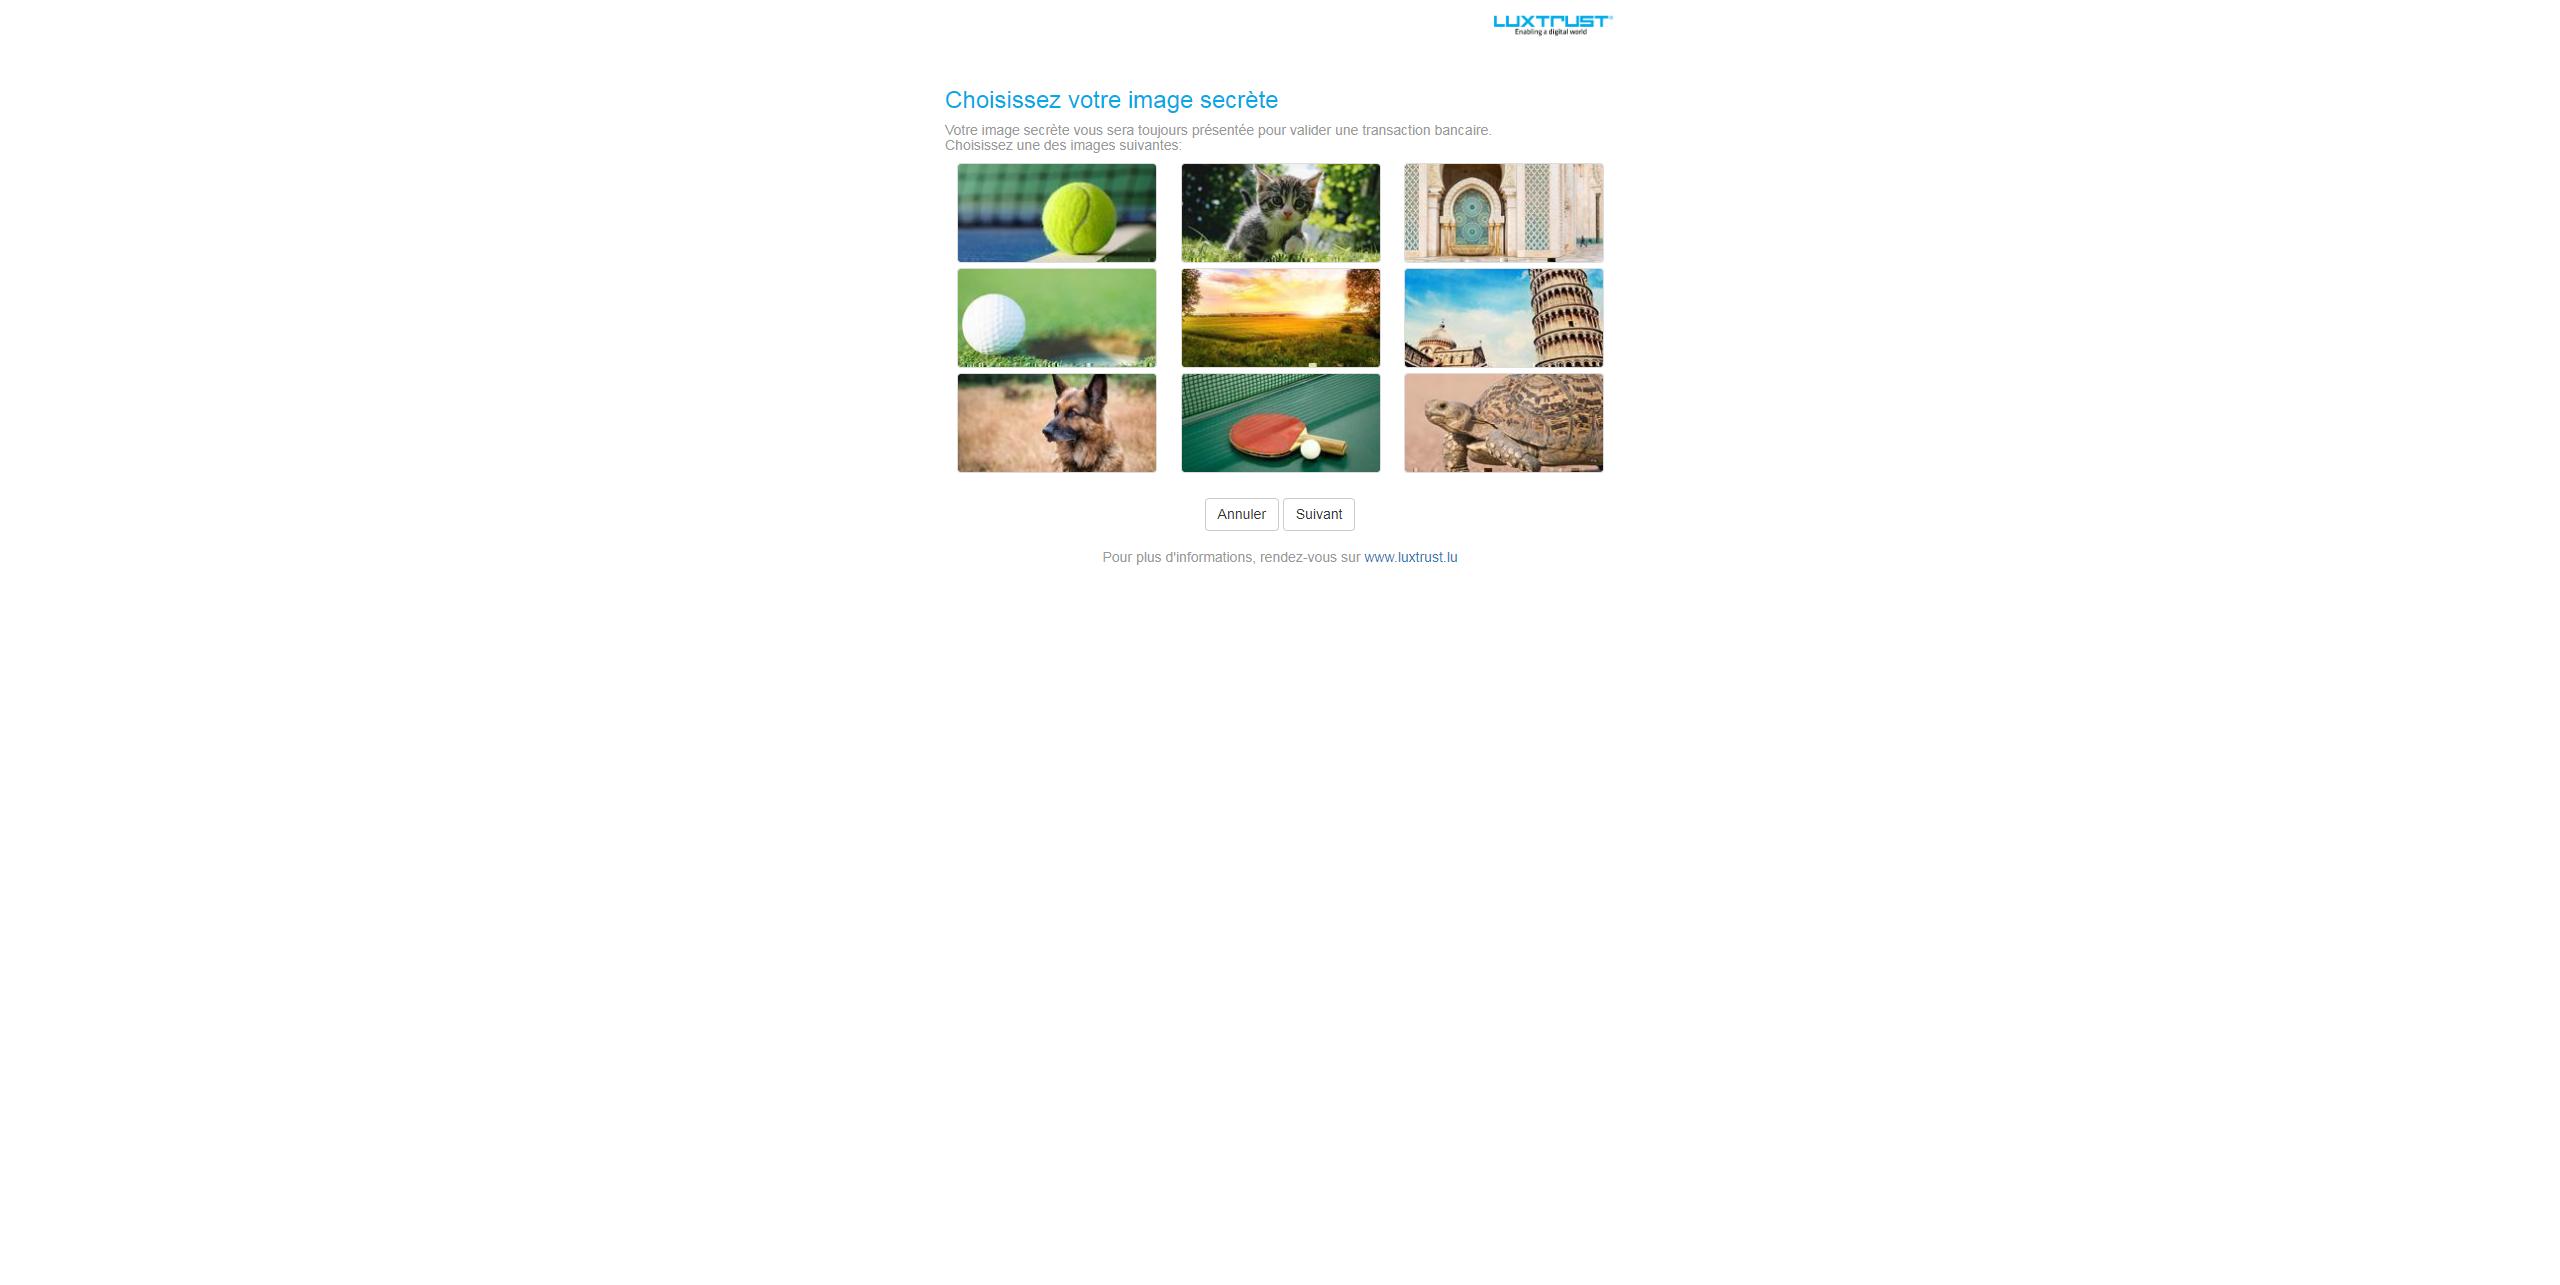 LUXTRUST
Enabling a digital world
Choisissez votre image secrète
Votre image secrète vous sera toujours présentée pour valider une transaction bancaire.
Choisissez une des images suivantes:
Annuler Suivant
Pour plus d'informations, rendez-vous sur www.luxtrust.lu